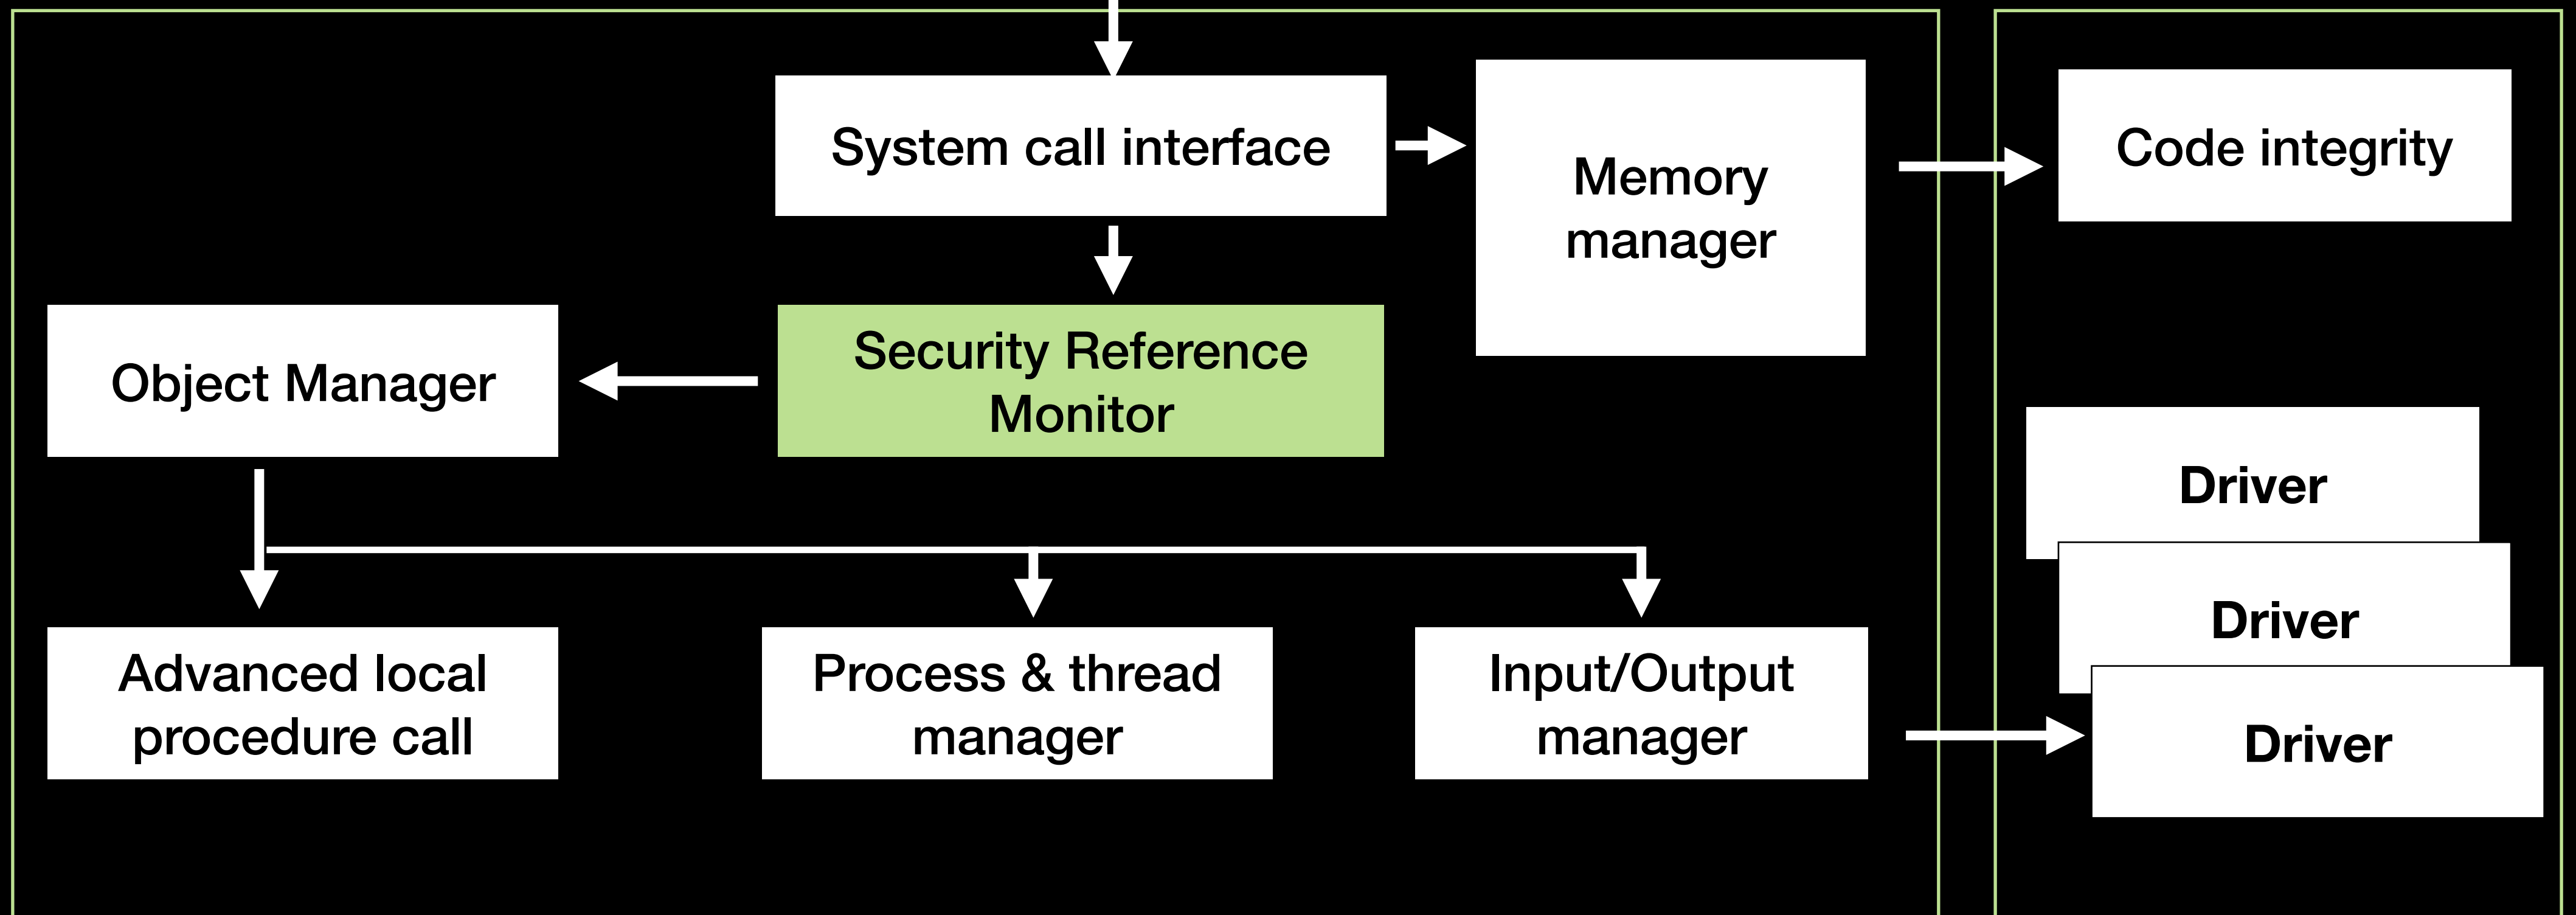 System call interface
Memory
manager
Code integrity
Object Manager
Security Reference
Monitor
Driver
Driver
Driver
Advanced local
procedure call
Process & thread
manager
Input/Output
manager